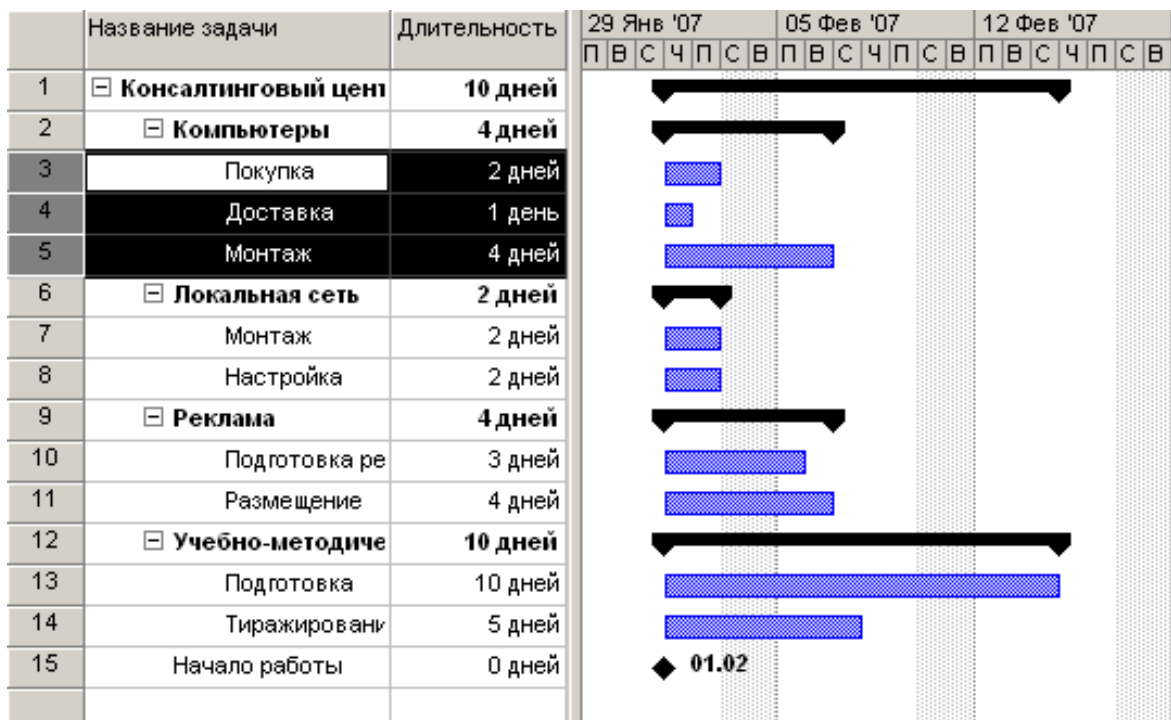 Название задачи Длительность 29 Янв '07 05 Фев '07 12 Фев '07
П В С Ч П С В П В С Ч П С В П В С Ч П С В
1 Консалтинговый цент 10 дней
2 Компьютеры 4 дней
3 Покупка 2 дней
4 Доставка 1 день
5 Монтаж 4 дней
6 Локальная сеть 2 дней
7 Монтаж 2 дней
8 Настройка 2 дней
9 Реклама 4 дней
10 Подготовка ре 3 дней
11 Размещение 4 дней
12 Учебно-методиче 10 дней
13 Подготовка 10 дней
14 Тиражировани 5 дней
15 Начало работы 0 дней 01.02